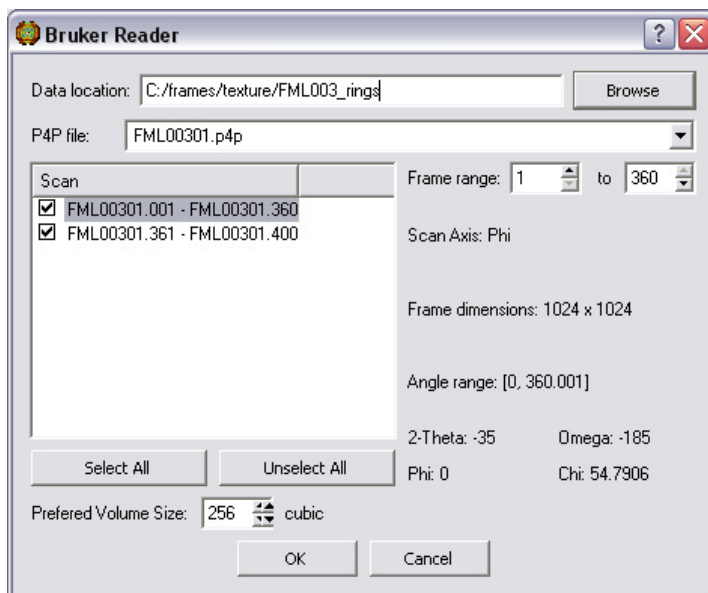 Bruker Reader
Data location: C:/frames/texture/FML003_rings Browse
P4P file: FML00301.p4p
Scan
FML00301.001 - FML00301.360
FML00301.361 - FML00301.400
Frame range: 1 to 360
Scan Axis: Phi
Frame dimensions: 1024 x 1024
Angle range: [0, 360.001]
2-Theta: -35 Omega: -185
Phi: 0 Chi: 54.7906
Select All Unselect All
Prefered Volume Size: 256 cubic
OK Cancel